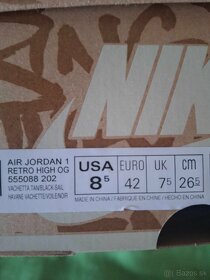 NIKE
AIR JORDAN 1
RETRO HIGH OG
555088 202
VACHETTA TAN/BLACK-SAIL
HAVANE VACHETTE/VOILE/NOIR
USA
8 5
EURO
42
UK
7 5
cm
26 5
MADE IN CHINA / FABRIQUÉ EN CHINE / HECHO EN CHINA
bazos.sk